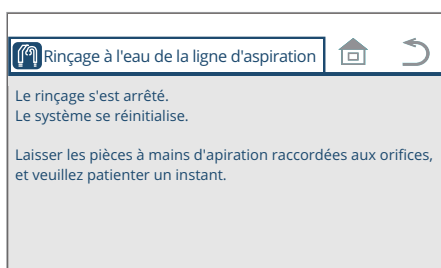 Rinçage à l'eau de la ligne d'aspiration
Le rinçage s'est arrêté.
Le système se réinitialise.
Laisser les pièces à mains d'apiration raccordées aux orifices,
et veuillez patienter un instant.